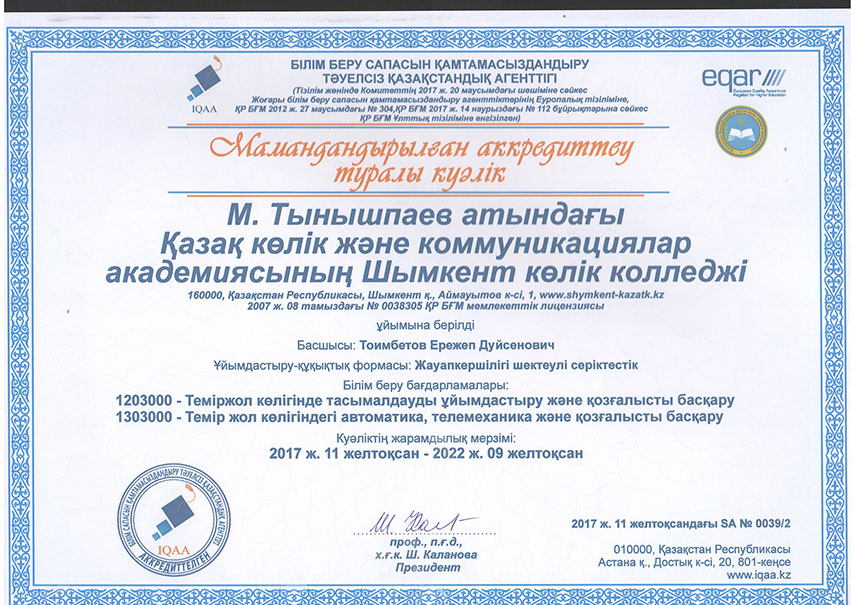 БІЛІМ БЕРУ САПАСЫН ҚАМТАМАСЫЗДАНДЫРУ
ТӘУЕЛСІЗ ҚАЗАҚСТАНДЫҚ АГЕНТТІГІ
(Тізілім жөнінде Комитеттің 2017 ж. 20 маусымдағы шешіміне сәйкес
Жоғары білім беру сапасын қамтамасыздандыру агенттіктерінің Еуропалық тізіліміне,
ҚР БҒМ 2012 ж. 27 маусымдағы № 304,ҚР БҒМ 2017 ж. 14 наурыздағы № 112 бұйрықтарына сәйкес
ҚР БҒМ Ұлттық тізіліміне енгізілген)
IQAA
eqar
European Quality Assurance
Register for Higher Education
Мамандандырылған аккредиттеу
туралы куәлік
М. Тынышпаев атындағы
Қазақ көлік және коммуникациялар
академиясының Шымкент көлік колледжі
160000, Қазақстан Республикасы, Шымкент қ., Аймауытов к-сі, 1, www.shymkent-kazatk.kz
2007 ж. 08 тамыздағы № 0038305 ҚР БҒМ мемлекеттік лицензиясы
ұйымына берілді
Басшысы: Тоимбетов Ережеп Дуйсенович
Ұйымдастыру-құқықтық формасы: Жауапкершілігі шектеулі серіктестік
Білім беру бағдарламалары:
1203000 - Теміржол көлігінде тасымалдауды ұйымдастыру және қозғалысты басқару
1303000 - Темір жол көлігіндегі автоматика, телемеханика және қозғалысты басқару
Куәліктің жарамдылық мерзімі:
2017 ж. 11 желтоқсан - 2022 ж. 09 желтоқсан
БІЛІМ САПАСЫН ҚАМТАМАСЫЗДАНДЫРУ ТӘУЕЛСІЗ ҚАЗАҚСТАНДЫҚ АГЕНТТІГІ
IQAA
АККРЕДИТТЕЛГЕН
проф., п.ғ.д.,
х.ғ.к. Ш. Каланова
Президент
2017 ж. 11 желтоқсандағы SA № 0039/2
010000, Қазақстан Республикасы
Астана қ., Достық к-сі, 20, 801-кеңсе
www.iqaa.kz